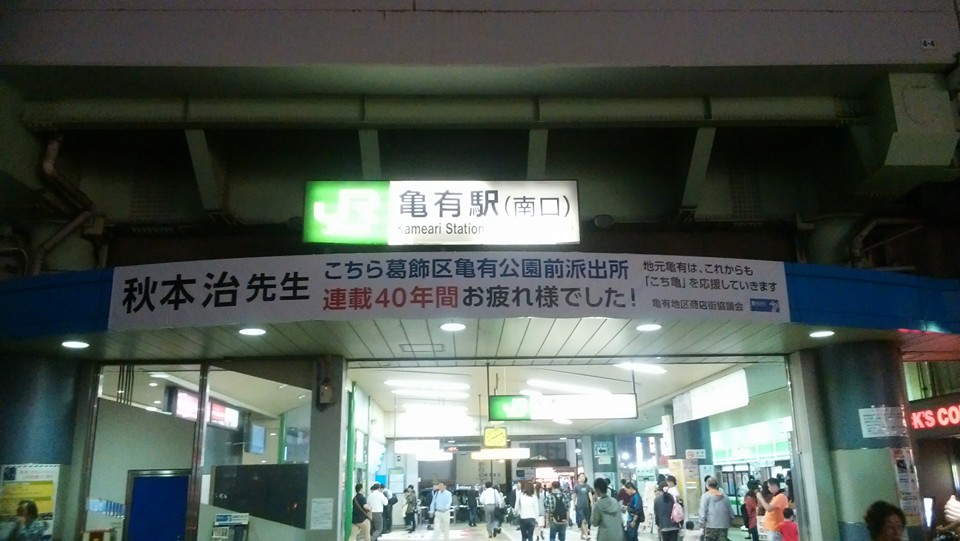 4-4
JR 亀有駅(南口)
Kameari Station
秋本治先生
こちら葛飾区亀有公園前派出所
連載40年間お疲れ様でした!
地元亀有は、これからも
「こち亀」を応援していきます
亀有地区商店街協議会